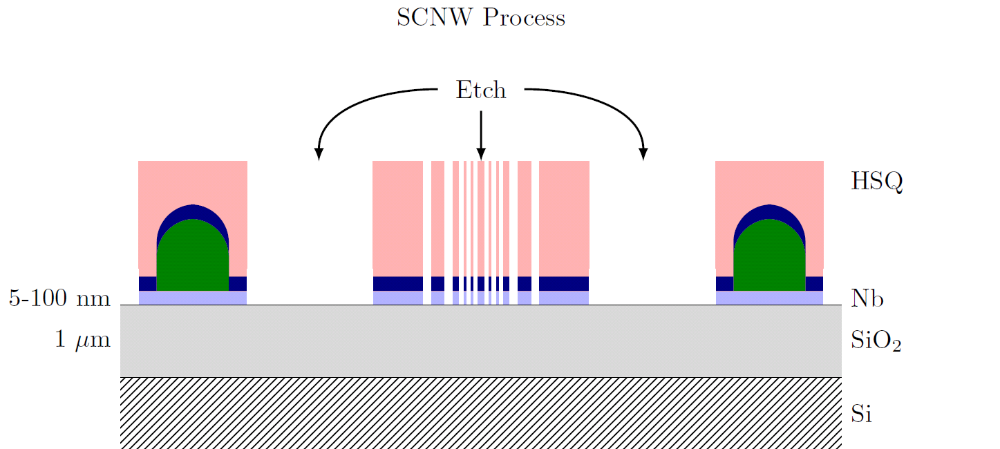 SCNW Process
Etch
HSQ
5-100 nm
Nb
1 μm
SiO₂
Si